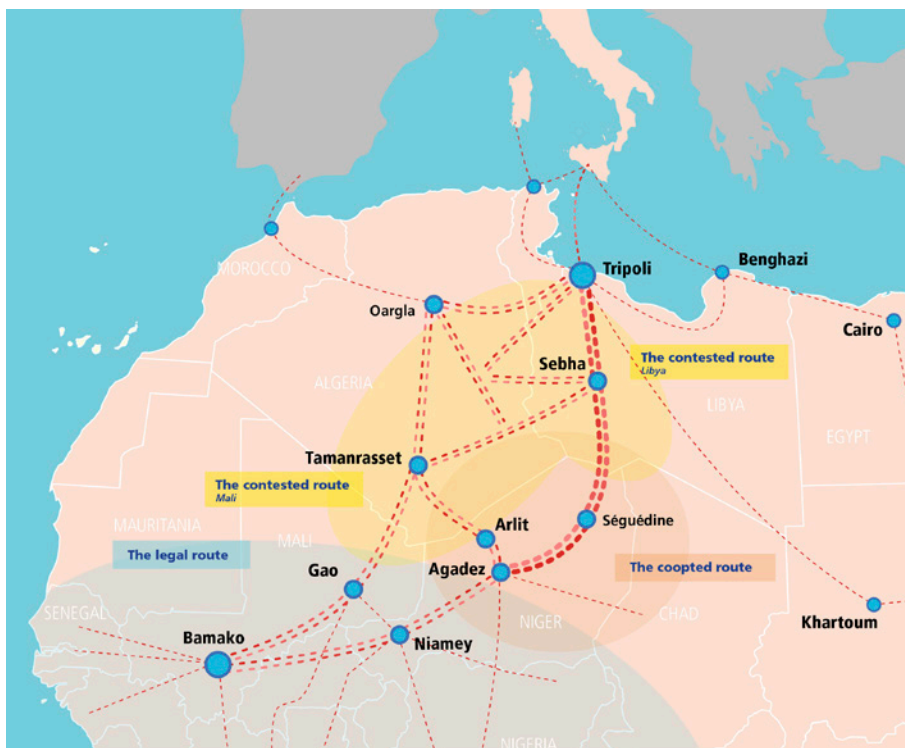 Tripoli
Benghazi
MOROCCO
Oargla
Cairo
Sebha
The contested route
Libya
ALGERIA
LIBYA
EGYPT
Tamanrasset
The contested route
Mali
MAURITANIA
MALI
Arlit
Séguédine
The legal route
Gao
Agadez
The coopted route
SENEGAL
NIGER
CHAD
Khartoum
Bamako
Niamey
NIGERIA